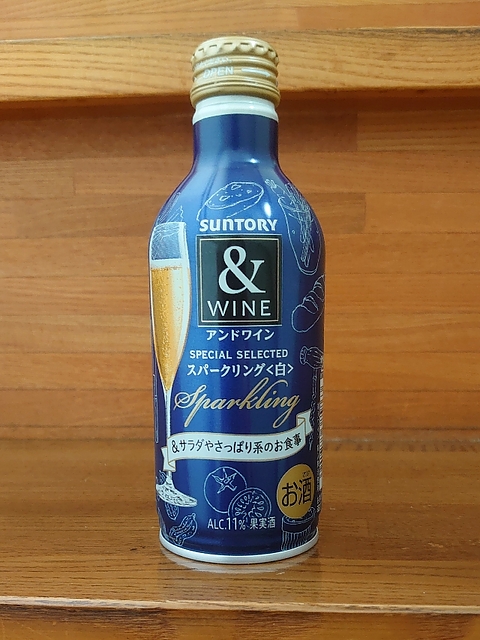 OPEN
SUNTORY
&
WINE
アンドワイン
SPECIAL SELECTED
スパークリング<白>
Sparkling
&サラダやさっぱり系のお食事
お酒
ALC.11% 果実酒